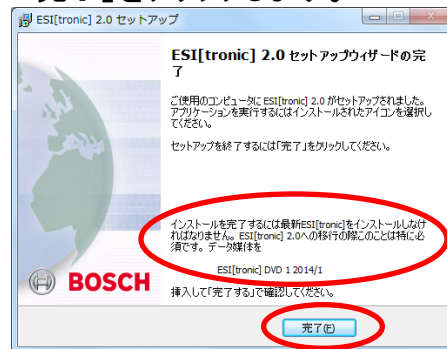 ESI[tronic] 2.0 セットアップ
ESI[tronic] 2.0 セットアップウィザードの完
了
ご使用のコンピュータに ESI[tronic] 2.0 がセットアップされました。
アプリケーションを実行するにはインストールされたアイコンを選択し
てください。
セットアップを終了するには「完了」をクリックしてください。
インストールを完了するには最新ESI[tronic]をインストールしなけ
ればなりません。ESI[tronic] 2.0への移行の際このことは特に必
須です。データ媒体を
ESI[tronic] DVD 1 2014/1
挿入して「完了する」で確認してください。
BOSCH
完了(F)